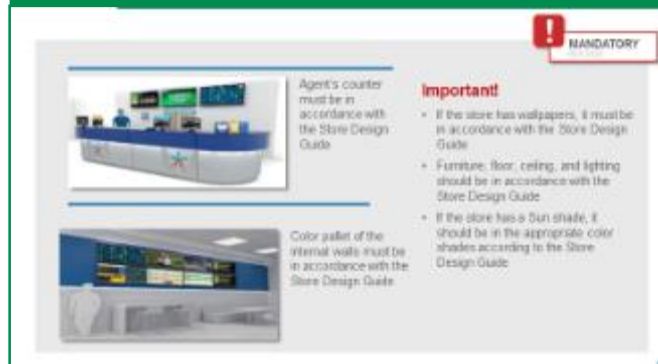 MANDATORY
Agent's counter
must be in
accordance with
the Store Design
Guide
Color pallet of the
internal walls must be
in accordance with the
Store Design Guide
Important!
• If the store has wallpapers, it must be
in accordance with the Store Design
Guide
• Furniture, floor, ceiling, and lighting
should be in accordance with the
Store Design Guide
• If the store has a Sun shade, it
should be in the appropriate color
shades according to the Store
Design Guide